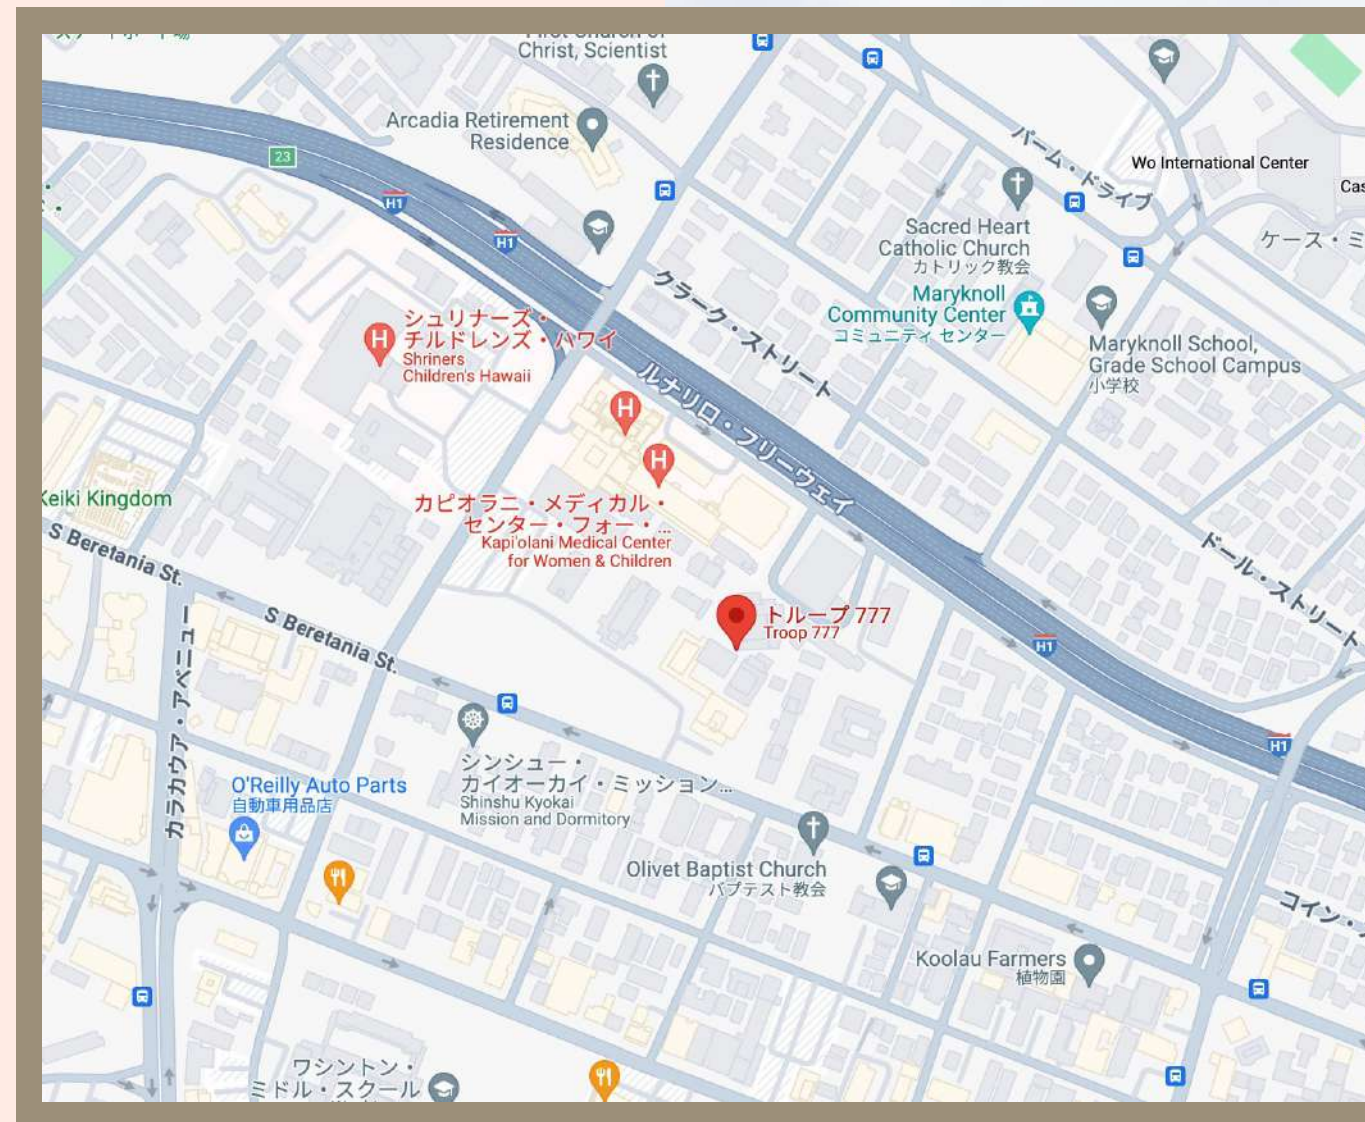 Christ, Scientist
Arcadia Retirement
Residence
23
H1
H1
パーム・ドライブ
Wo International Center
Cas
ケース・ミ
Sacred Heart
Catholic Church
カトリック教会
クラーク・ストリート
Maryknoll
Community Center
コミュニティ センター
Maryknoll School,
Grade School Campus
小学校
シュリナーズ・
チルドレンズ・ハワイ
Shriners
Children's Hawaii
H
ルナリロ・フリーウェイ
H
H
カピオラニ・メディカル・
センター・フォー・...
Kapi'olani Medical Center
for Women & Children
Keiki Kingdom
S Beretania St.
S Beretania St.
ドール・ストリート
トループ 777
Troop 777
H1
H1
カラカウア・アベニュー
シンシュー・
カイオーカイ・ミッション...
Shinshu Kyokai
Mission and Dormitory
O'Reilly Auto Parts
自動車用品店
Olivet Baptist Church
バプテスト教会
コイン・
Koolau Farmers
植物園
ワシントン・
ミドル・スクール